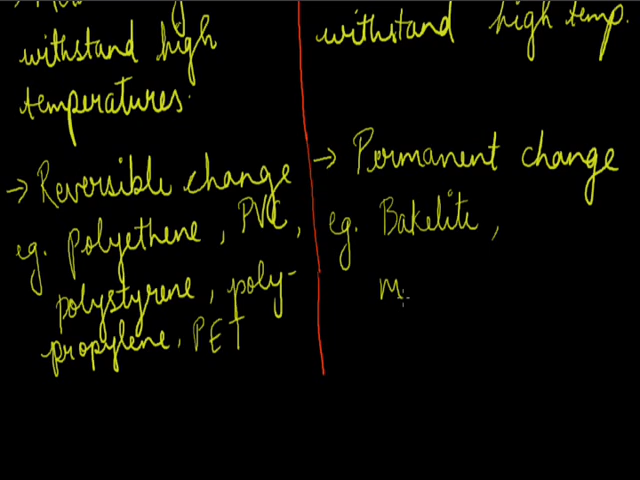 withstand high
temperatures.
→ Reversible change
eg. polyethene, PVC,
polystyrene, poly-
propylene, PET
withstand high temp.
→ Permanent change
eg. Bakelite,
m